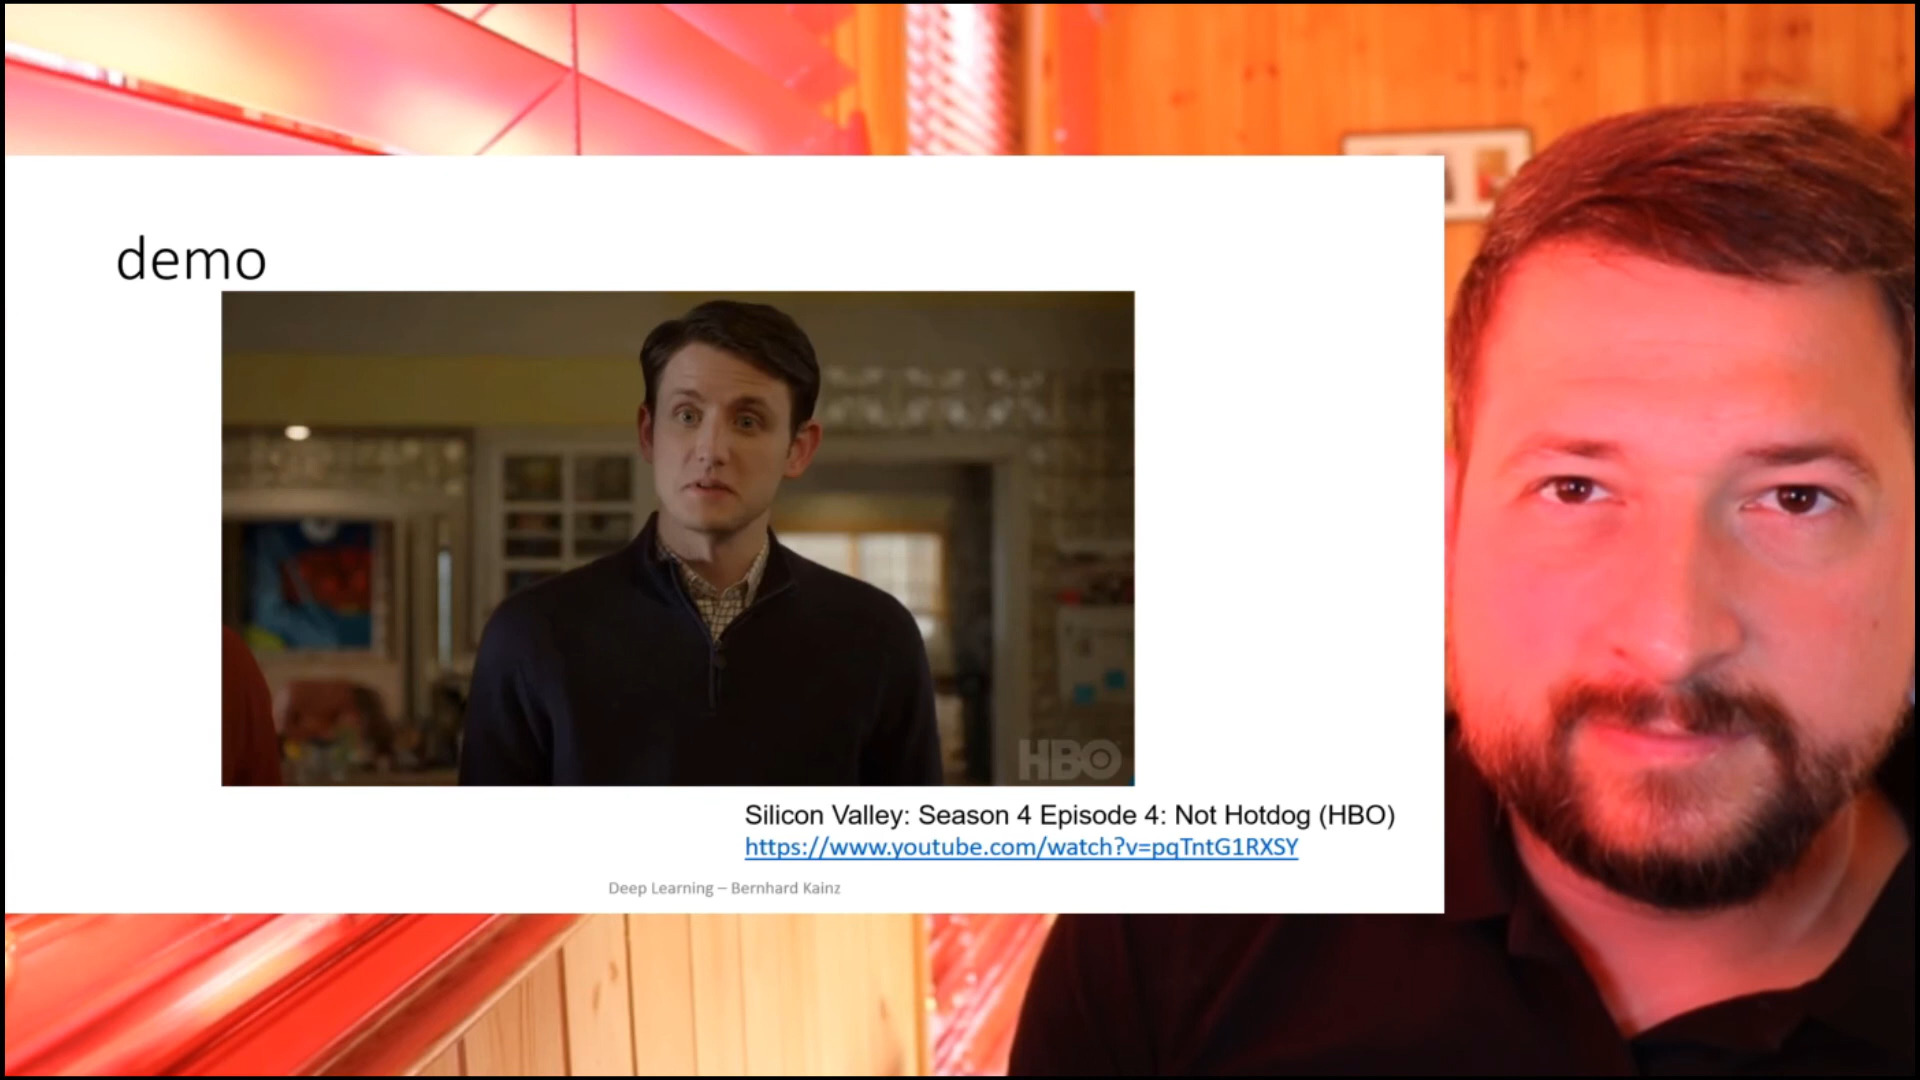 demo
HBO
Silicon Valley: Season 4 Episode 4: Not Hotdog (HBO)
https://www.youtube.com/watch?v=pqTntG1RXSY
Deep Learning – Bernhard Kainz